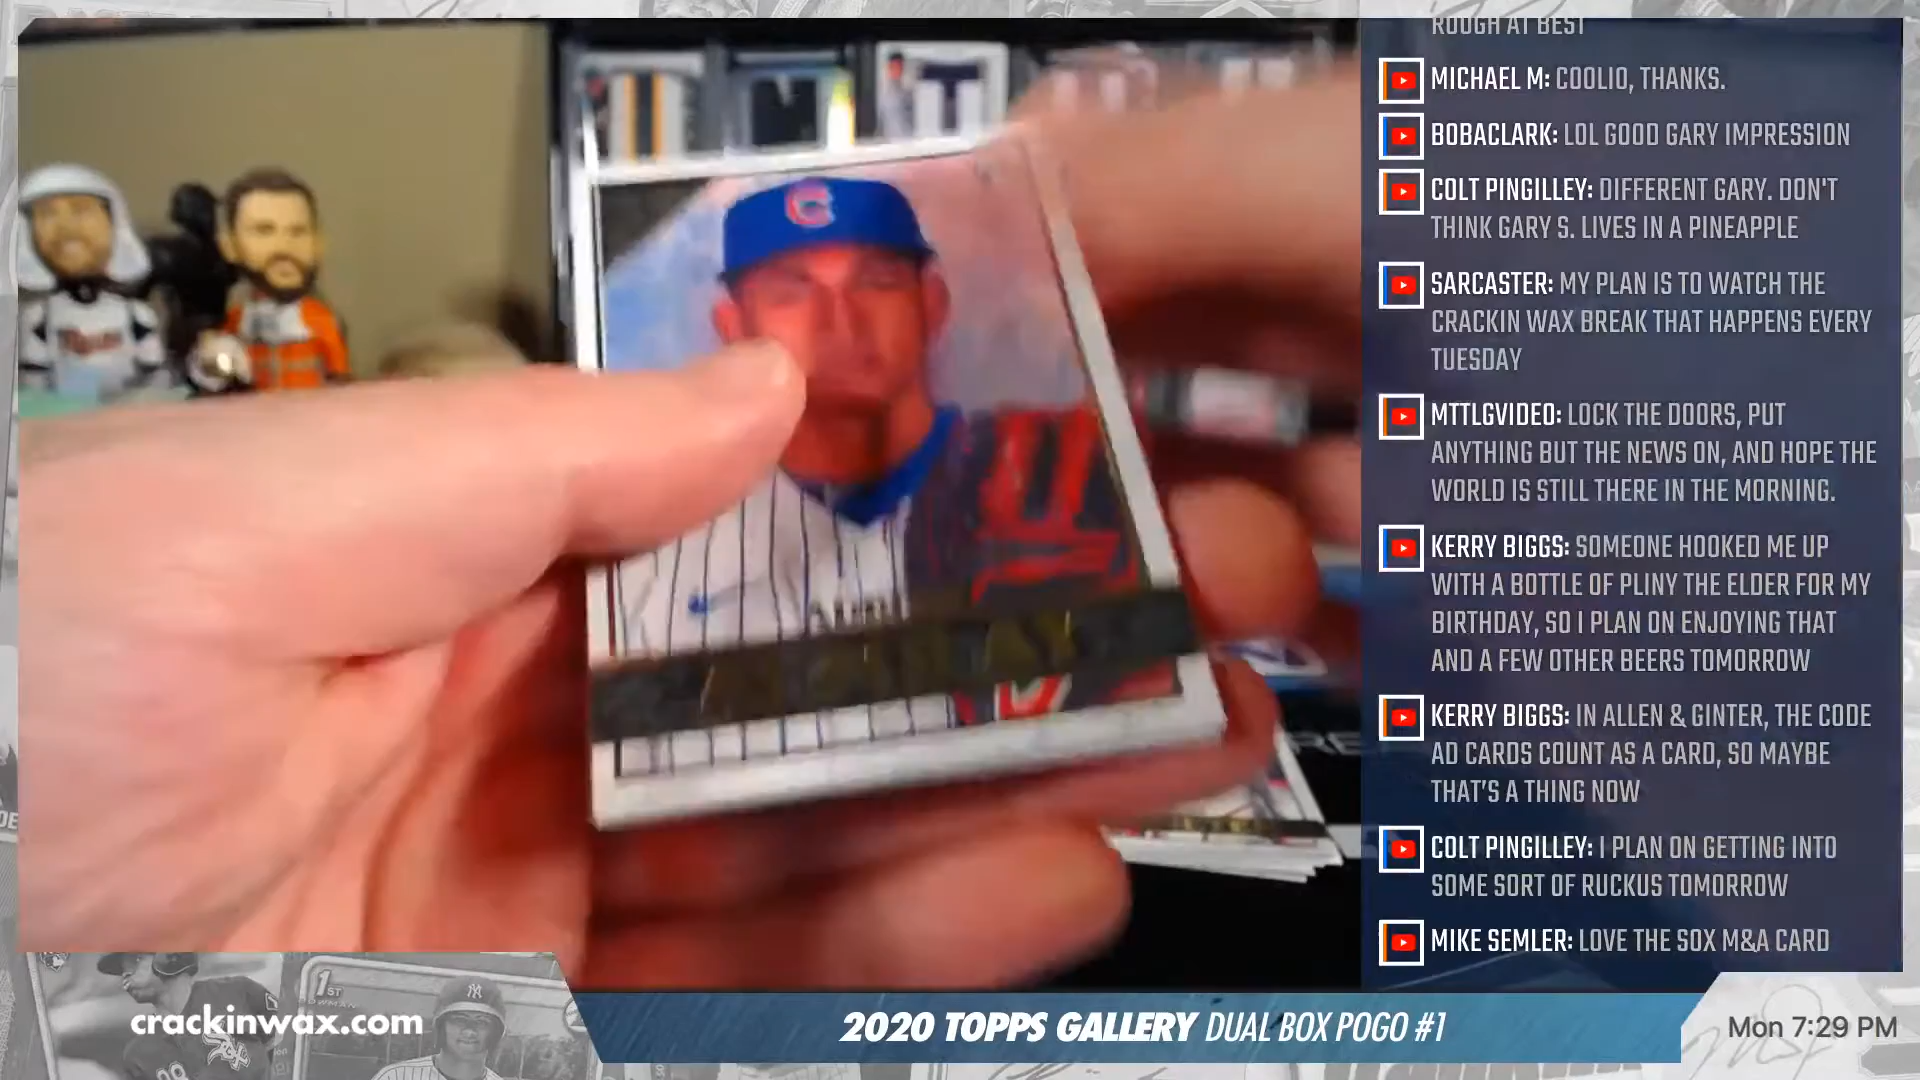 ROUGH AT BEST
MICHAEL M: COOLIO, THANKS.
BOBACLARK: LOL GOOD GARY IMPRESSION
COLT PINGILLEY: DIFFERENT GARY. DON'T
THINK GARY S. LIVES IN A PINEAPPLE
SARCASTER: MY PLAN IS TO WATCH THE
CRACKIN WAX BREAK THAT HAPPENS EVERY
TUESDAY
MTTLGVIDEO: LOCK THE DOORS, PUT
ANYTHING BUT THE NEWS ON, AND HOPE THE
WORLD IS STILL THERE IN THE MORNING.
KERRY BIGGS: SOMEONE HOOKED ME UP
WITH A BOTTLE OF PLINY THE ELDER FOR MY
BIRTHDAY, SO I PLAN ON ENJOYING THAT
AND A FEW OTHER BEERS TOMORROW
KERRY BIGGS: IN ALLEN & GINTER, THE CODE
AD CARDS COUNT AS A CARD, SO MAYBE
THAT'S A THING NOW
COLT PINGILLEY: I PLAN ON GETTING INTO
SOME SORT OF RUCKUS TOMORROW
MIKE SEMLER: LOVE THE SOX M&A CARD
C
1ST
crackinwax.com
2020 TOPPS GALLERY DUAL BOX POGO #1
Mon 7:29 PM